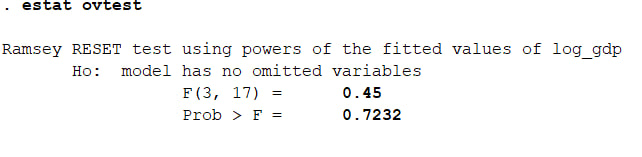 . estat ovtest
Ramsey RESET test using powers of the fitted values of log_gdp
Ho:  model has no omitted variables
F(3, 17) =      0.45
Prob > F =      0.7232